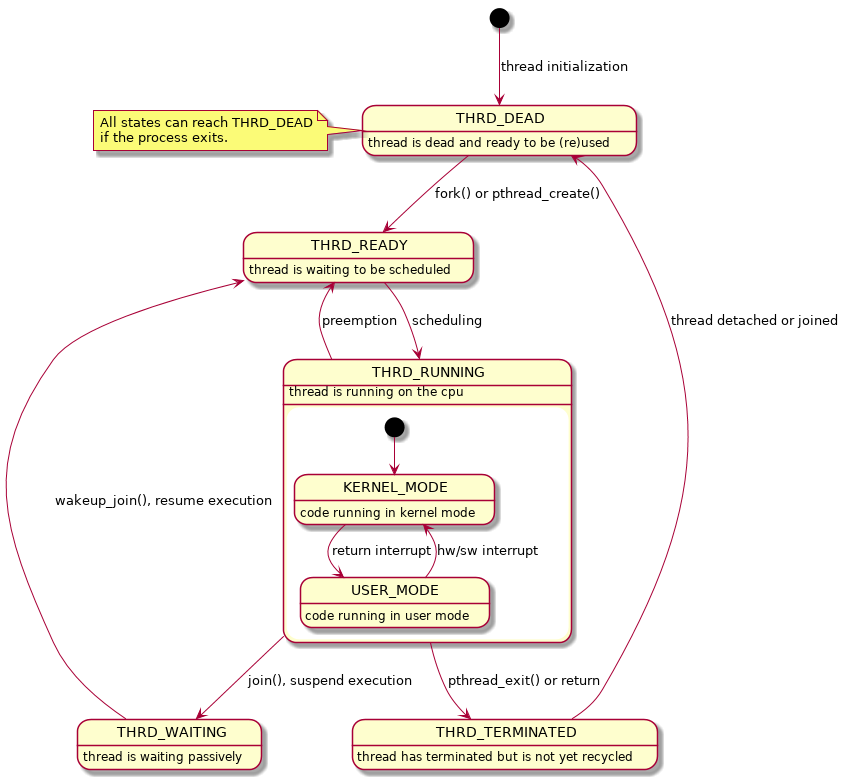 thread initialization
THRD_DEAD
thread is dead and ready to be (re)used
All states can reach THRD_DEAD
if the process exits.
fork() or pthread_create()
THRD_READY
thread is waiting to be scheduled
preemption
scheduling
thread detached or joined
THRD_RUNNING
thread is running on the cpu
KERNEL_MODE
code running in kernel mode
wakeup_join(), resume execution
return interrupt
hw/sw interrupt
USER_MODE
code running in user mode
join(), suspend execution
pthread_exit() or return
THRD_WAITING
thread is waiting passively
THRD_TERMINATED
thread has terminated but is not yet recycled